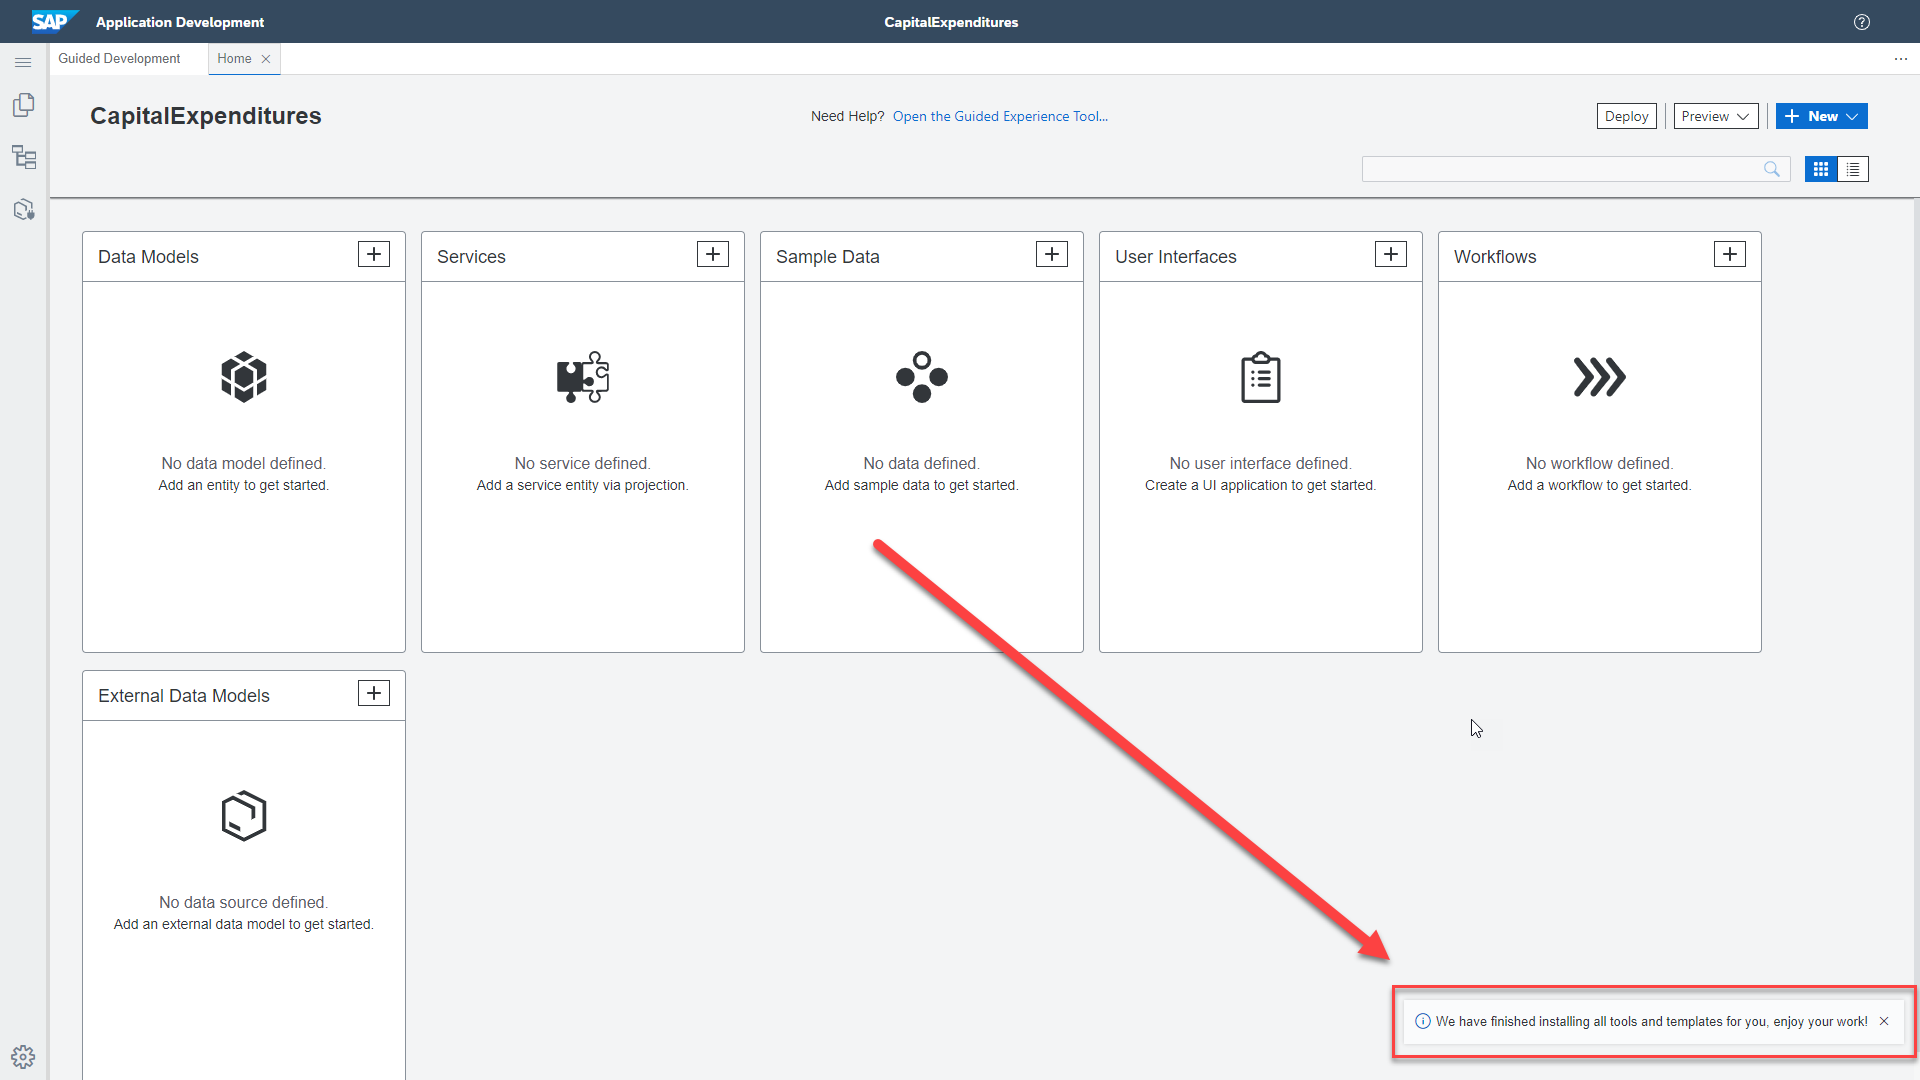 SAP Application Development CapitalExpenditures
Guided Development Home
CapitalExpenditures Need Help? Open the Guided Experience Tool... Deploy Preview New
Data Models
No data model defined.
Add an entity to get started.
Services
No service defined.
Add a service entity via projection.
Sample Data
No data defined.
Add sample data to get started.
User Interfaces
No user interface defined.
Create a UI application to get started.
Workflows
No workflow defined.
Add a workflow to get started.
External Data Models
No data source defined.
Add an external data model to get started.
We have finished installing all tools and templates for you, enjoy your work!